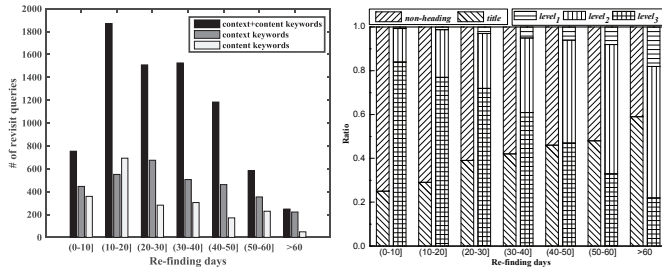 2000
1800
1600
1400
1200
1000
800
600
400
200
0
# of revisit queries
context+content keywords
context keywords
content keywords
(0-10] (10-20] (20-30] (30-40] (40-50] (50-60] >60
Re-finding days
non-heading title
level1 level2 level3
1.0
0.8
0.6
0.4
0.2
0.0
Ratio
(0-10] (10-20] (20-30] (30-40] (40-50] (50-60] >60
Re-finding days